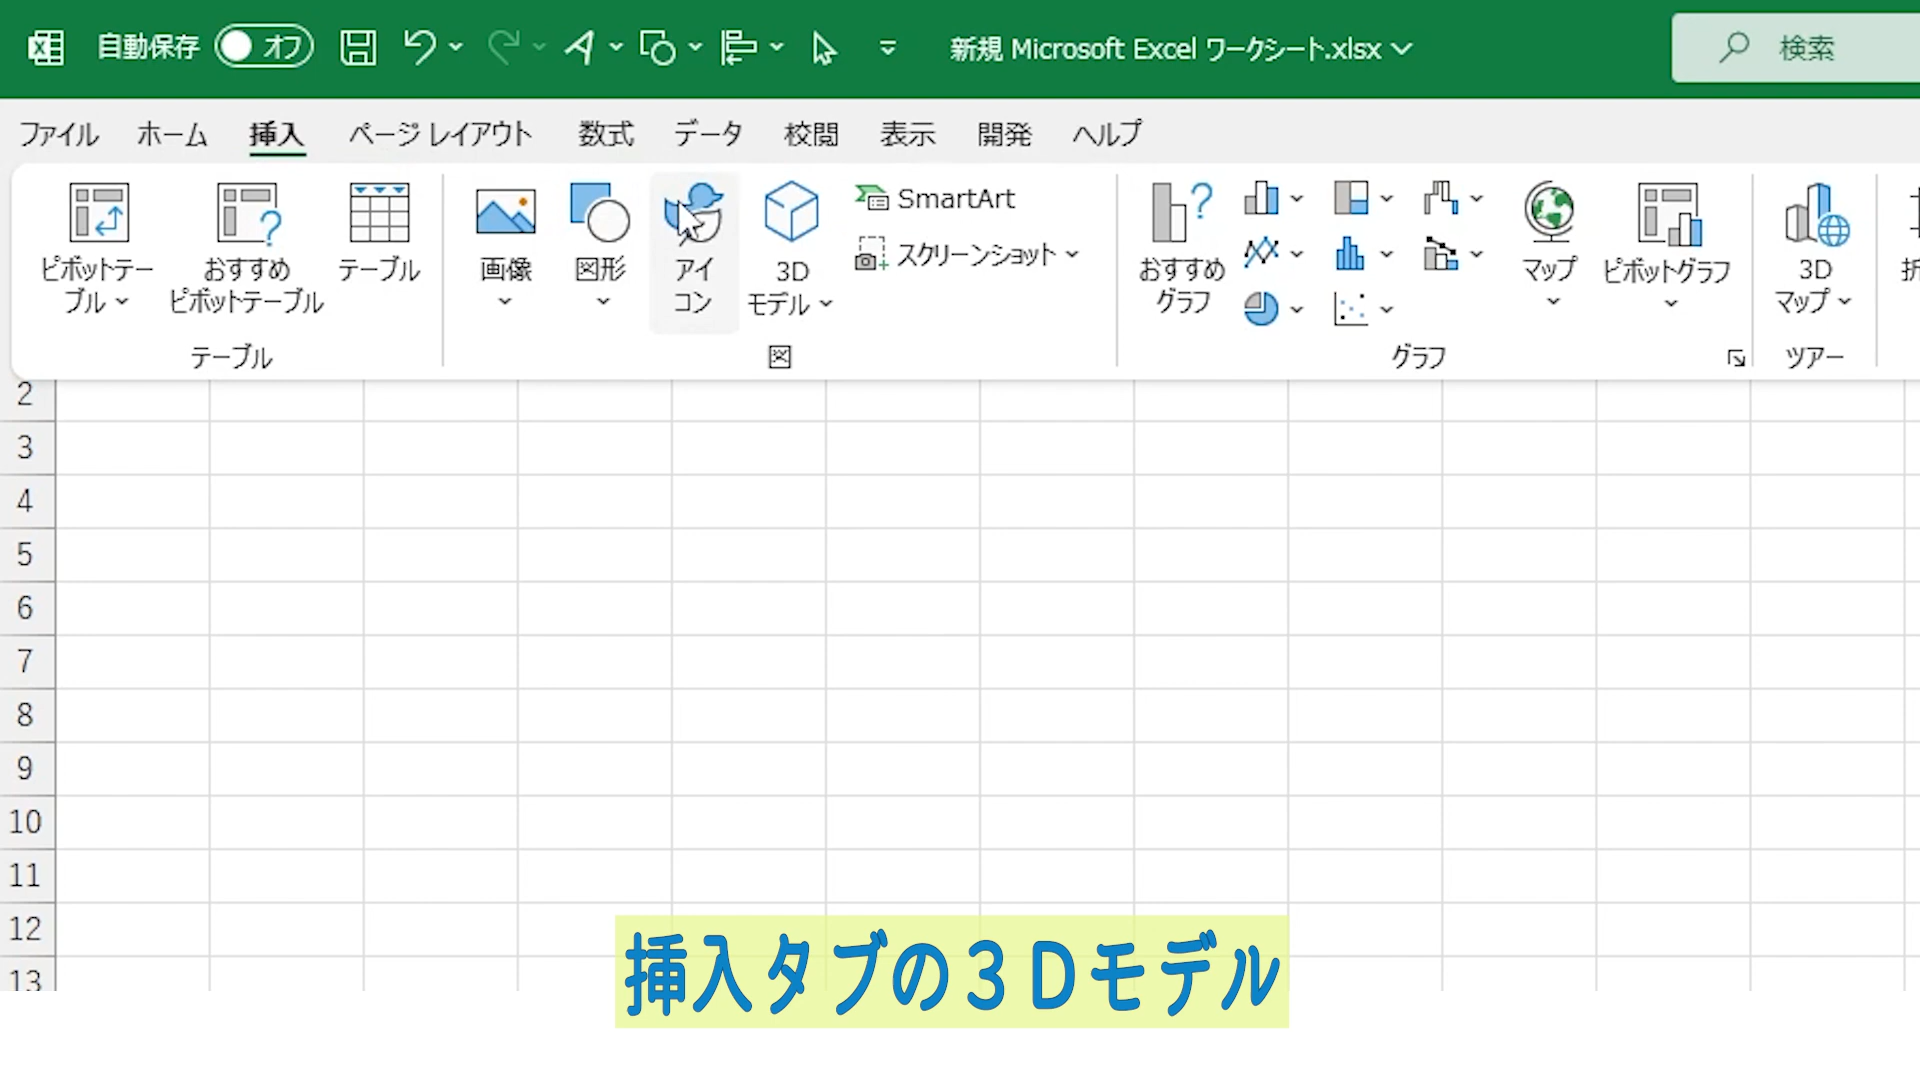 自動保存 オフ 新規 Microsoft Excel ワークシート.xlsx 検索
ファイル ホーム 挿入 ページ レイアウト 数式 データ 校閲 表示 開発 ヘルプ
ピボットテー
ブル
おすすめ
ピボットテーブル
テーブル
テーブル
画像
図形
アイ
コン
3D
モデル
SmartArt
スクリーンショット
図
おすすめ
グラフ
マップ
ピボットグラフ
グラフ
3D
マップ
ツアー
折
2
3
4
5
6
7
8
9
10
11
12
13
挿入タブの３Ｄモデル